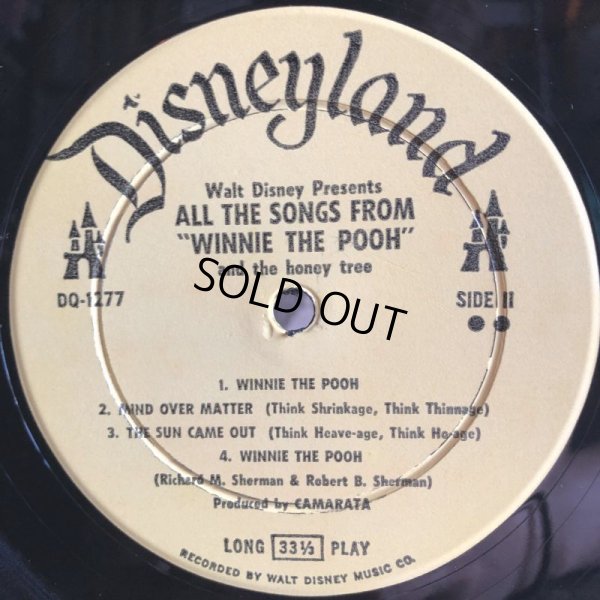 Disneyland
Walt Disney Presents
ALL THE SONGS FROM
"WINNIE THE POOH"
and the honey tree
DQ-1277
SIDE II
SOLD OUT
1. WINNIE THE POOH
2. MIND OVER MATTER (Think Shrinkage, Think Thinnage)
3. THE SUN CAME OUT (Think Heave-age, Think Ho-age)
4. WINNIE THE POOH
(Richard M. Sherman & Robert B. Sherman)
Produced by CAMARATA
LONG 33⅓ PLAY
RECORDED BY WALT DISNEY MUSIC CO.